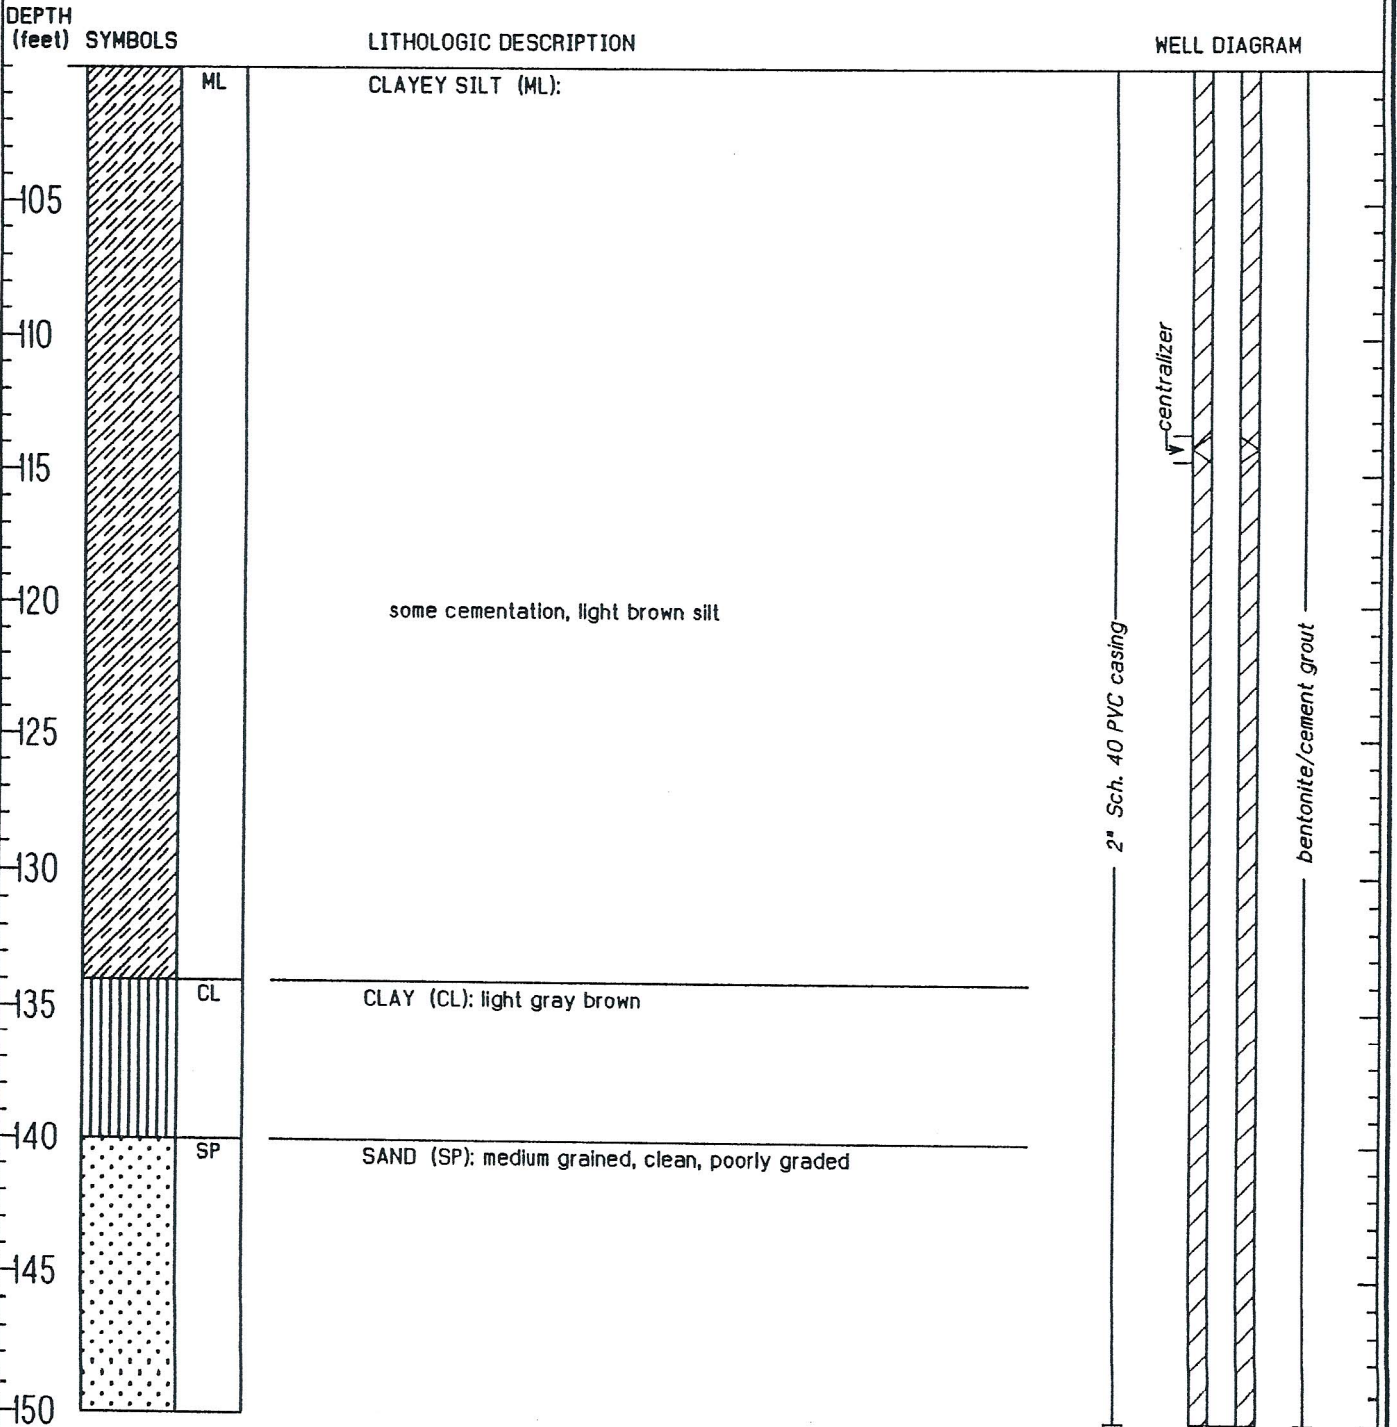 DEPTH
(feet) SYMBOLS LITHOLOGIC DESCRIPTION WELL DIAGRAM
ML CLAYEY SILT (ML):
105
110
centralizer
115
120
some cementation, light brown silt
2" Sch. 40 PVC casing
bentonite/cement grout
125
130
135
CL CLAY (CL): light gray brown
140
SP SAND (SP): medium grained, clean, poorly graded
145
150